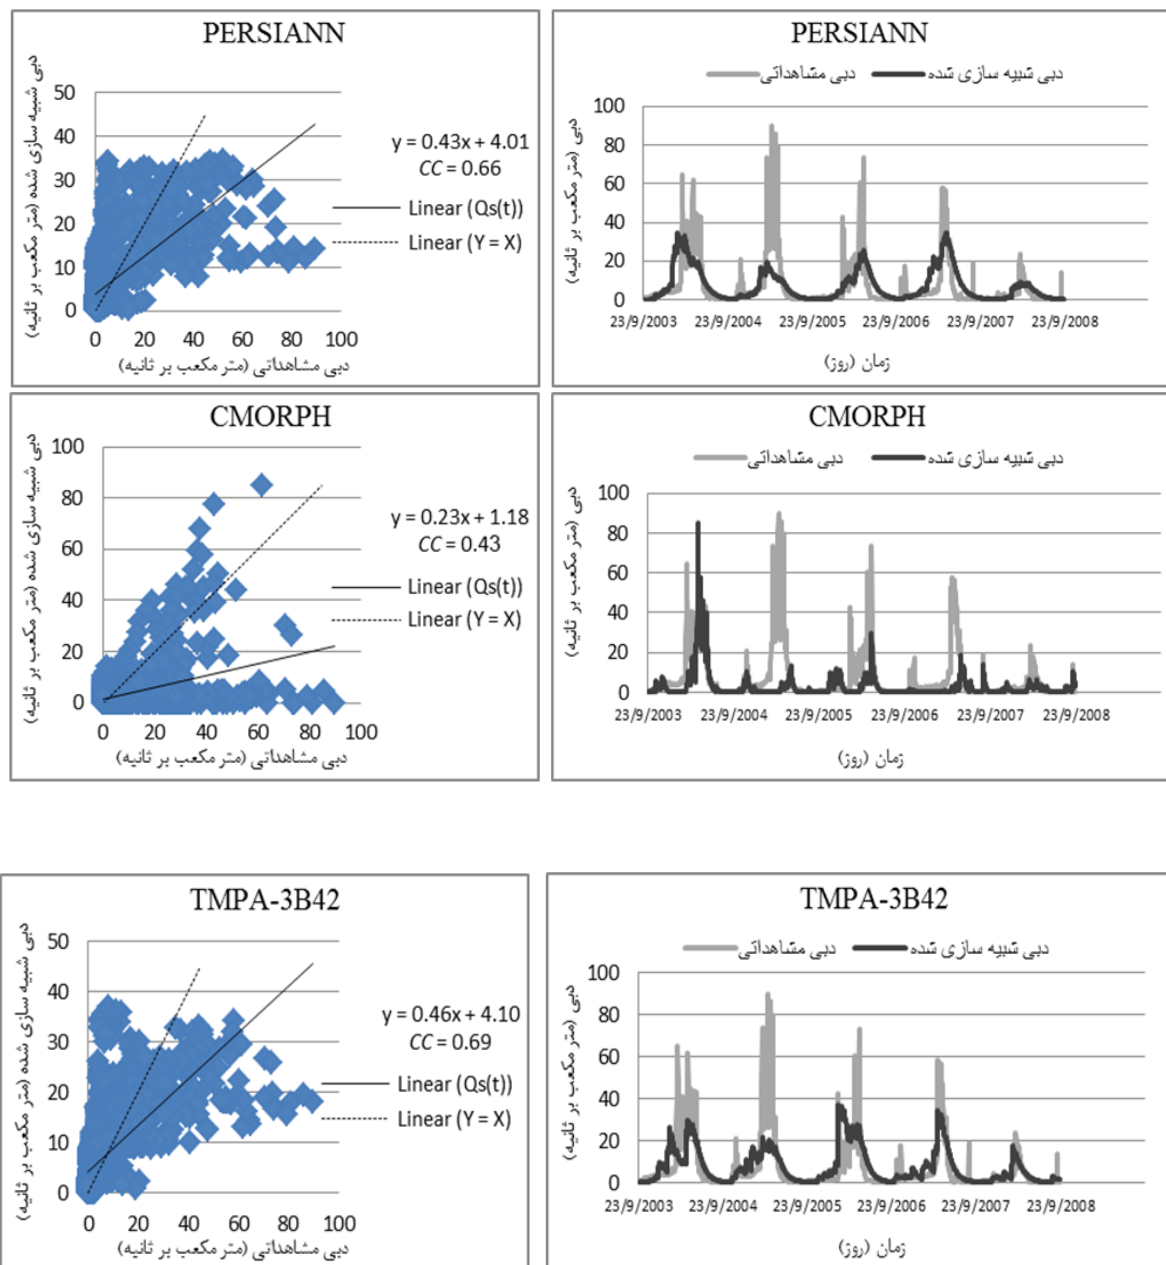 PERSIANN
دبی شبیه سازی شده (متر مکعب بر ثانیه)
50
40
30
20
10
0
0 20 40 60 80 100
دبی مشاهداتی (متر مکعب بر ثانیه)
y = 0.43x + 4.01
CC = 0.66
Linear (Qs(t))
Linear (Y = X)
PERSIANN
دبی مشاهداتی دبی شبیه سازی شده
دبی (متر مکعب بر ثانیه)
100
80
60
40
20
0
23/9/2003 23/9/2004 23/9/2005 23/9/2006 23/9/2007 23/9/2008
زمان (روز)
CMORPH
دبی شبیه سازی شده (متر مکعب بر ثانیه)
100
80
60
40
20
0
0 20 40 60 80 100
دبی مشاهداتی (متر مکعب بر ثانیه)
y = 0.23x + 1.18
CC = 0.43
Linear (Qs(t))
Linear (Y = X)
CMORPH
دبی مشاهداتی دبی شبیه سازی شده
دبی (متر مکعب بر ثانیه)
100
80
60
40
20
0
23/9/2003 23/9/2004 23/9/2005 23/9/2006 23/9/2007 23/9/2008
زمان (روز)
TMPA-3B42
دبی شبیه سازی شده (متر مکعب بر ثانیه)
50
40
30
20
10
0
0 20 40 60 80 100
دبی مشاهداتی (متر مکعب بر ثانیه)
y = 0.46x + 4.10
CC = 0.69
Linear (Qs(t))
Linear (Y = X)
TMPA-3B42
دبی مشاهداتی دبی شبیه سازی شده
دبی (متر مکعب بر ثانیه)
100
80
60
40
20
0
23/9/2003 23/9/2004 23/9/2005 23/9/2006 23/9/2007 23/9/2008
زمان (روز)